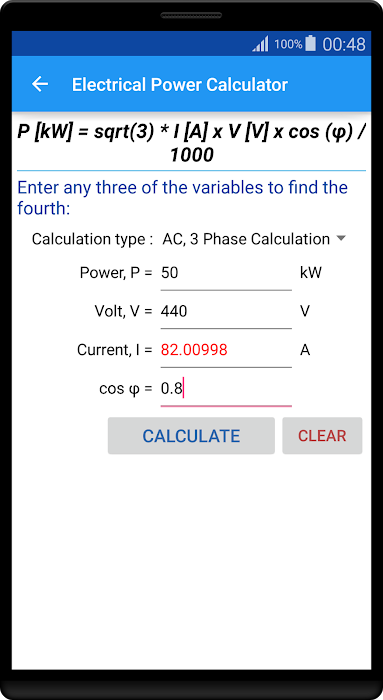 100% 00:48
Electrical Power Calculator
P [kW] = sqrt(3) * I [A] x V [V] x cos (φ) /
1000
Enter any three of the variables to find the
fourth:
Calculation type : AC, 3 Phase Calculation
Power, P = 50 kW
Volt, V = 440 V
Current, I = 82.00998 A
cos φ = 0.8
CALCULATE CLEAR